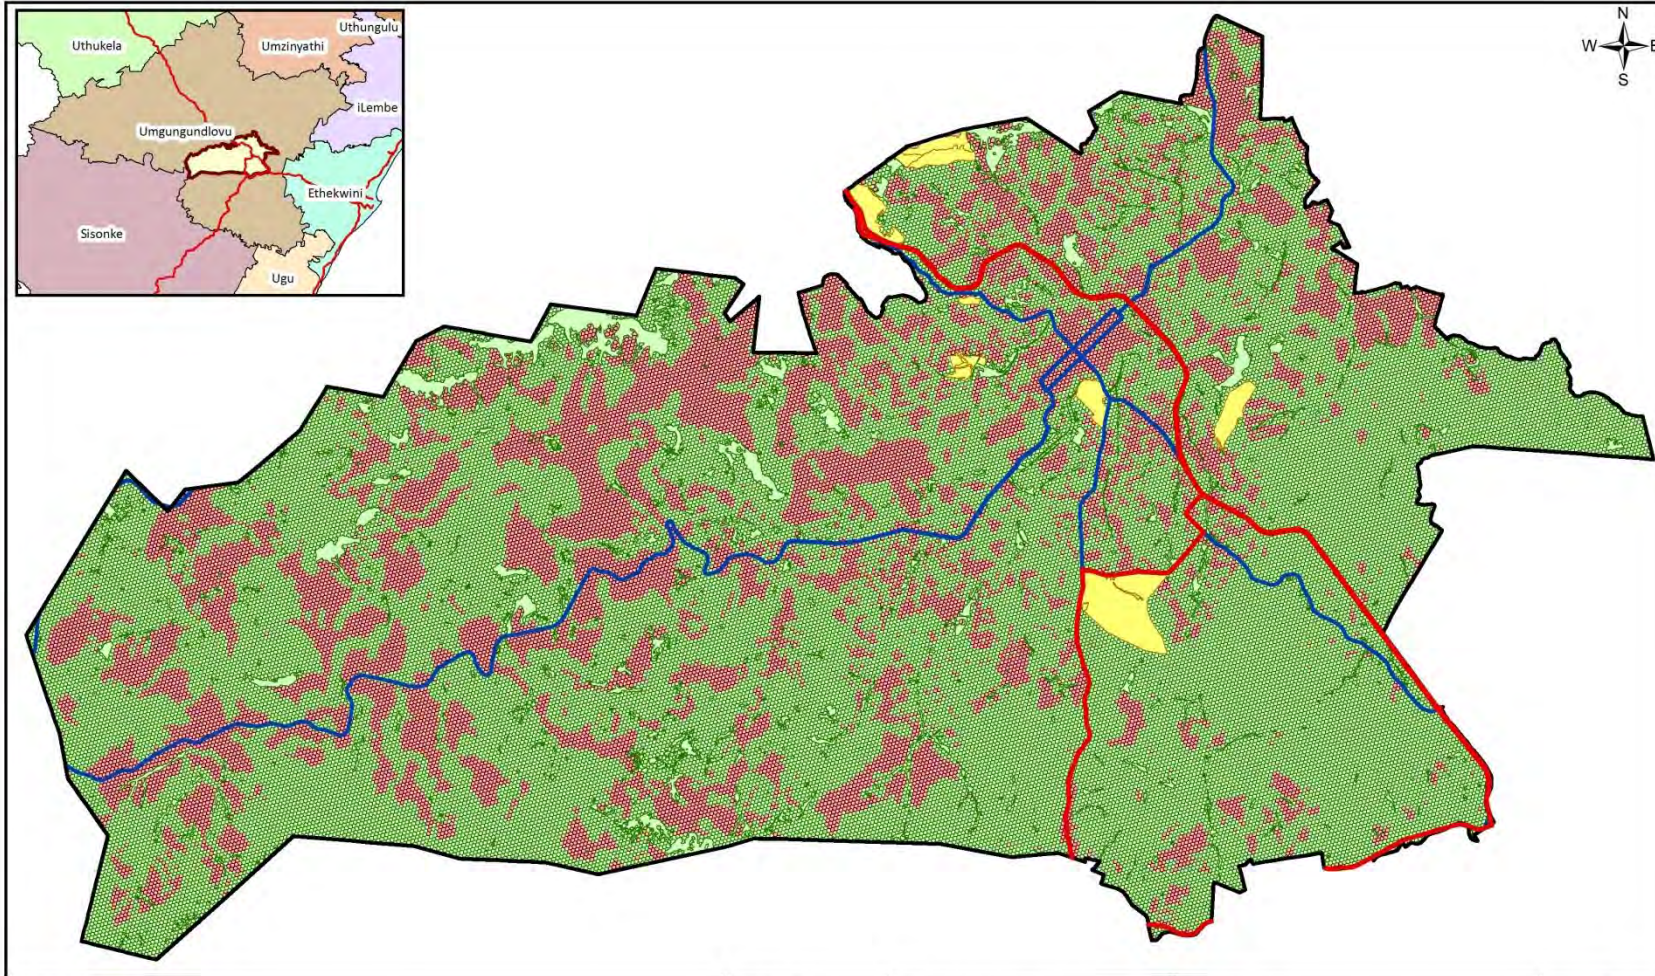 Uthungulu
Uthukela
Umzinyathi
iLembe
Umgungundlovu
Ethekwini
Sisonke
Ugu
N
W
E
S